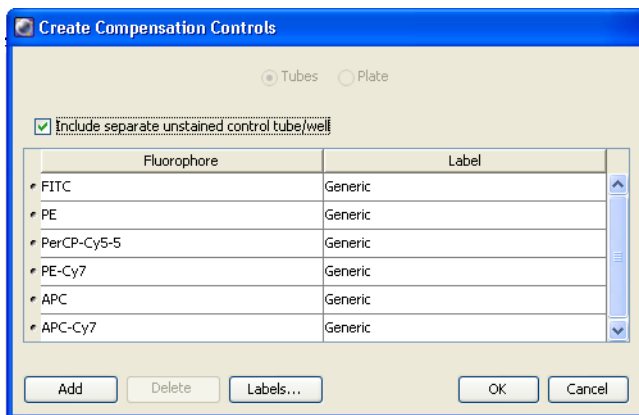 Create Compensation Controls
Tubes Plate
Include separate unstained control tube/well
Fluorophore Label
FITC Generic
PE Generic
PerCP-Cy5-5 Generic
PE-Cy7 Generic
APC Generic
APC-Cy7 Generic
Add Delete Labels... OK Cancel